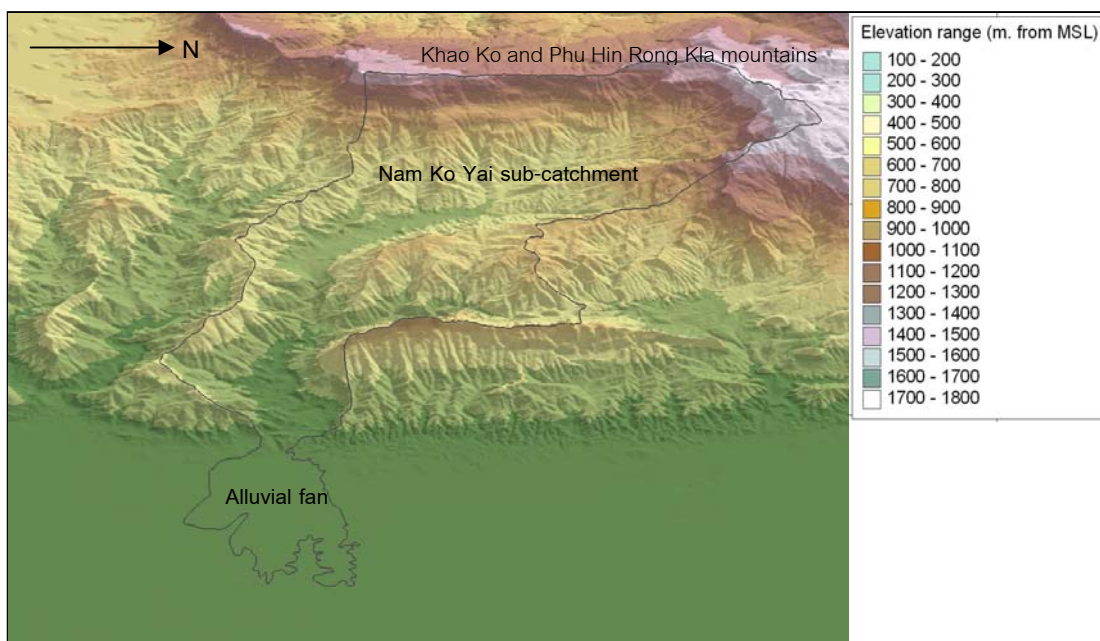 N
Khao Ko and Phu Hin Rong Kla mountains
Nam Ko Yai sub-catchment
Alluvial fan
Elevation range (m. from MSL)
100 - 200
200 - 300
300 - 400
400 - 500
500 - 600
600 - 700
700 - 800
800 - 900
900 - 1000
1000 - 1100
1100 - 1200
1200 - 1300
1300 - 1400
1400 - 1500
1500 - 1600
1600 - 1700
1700 - 1800